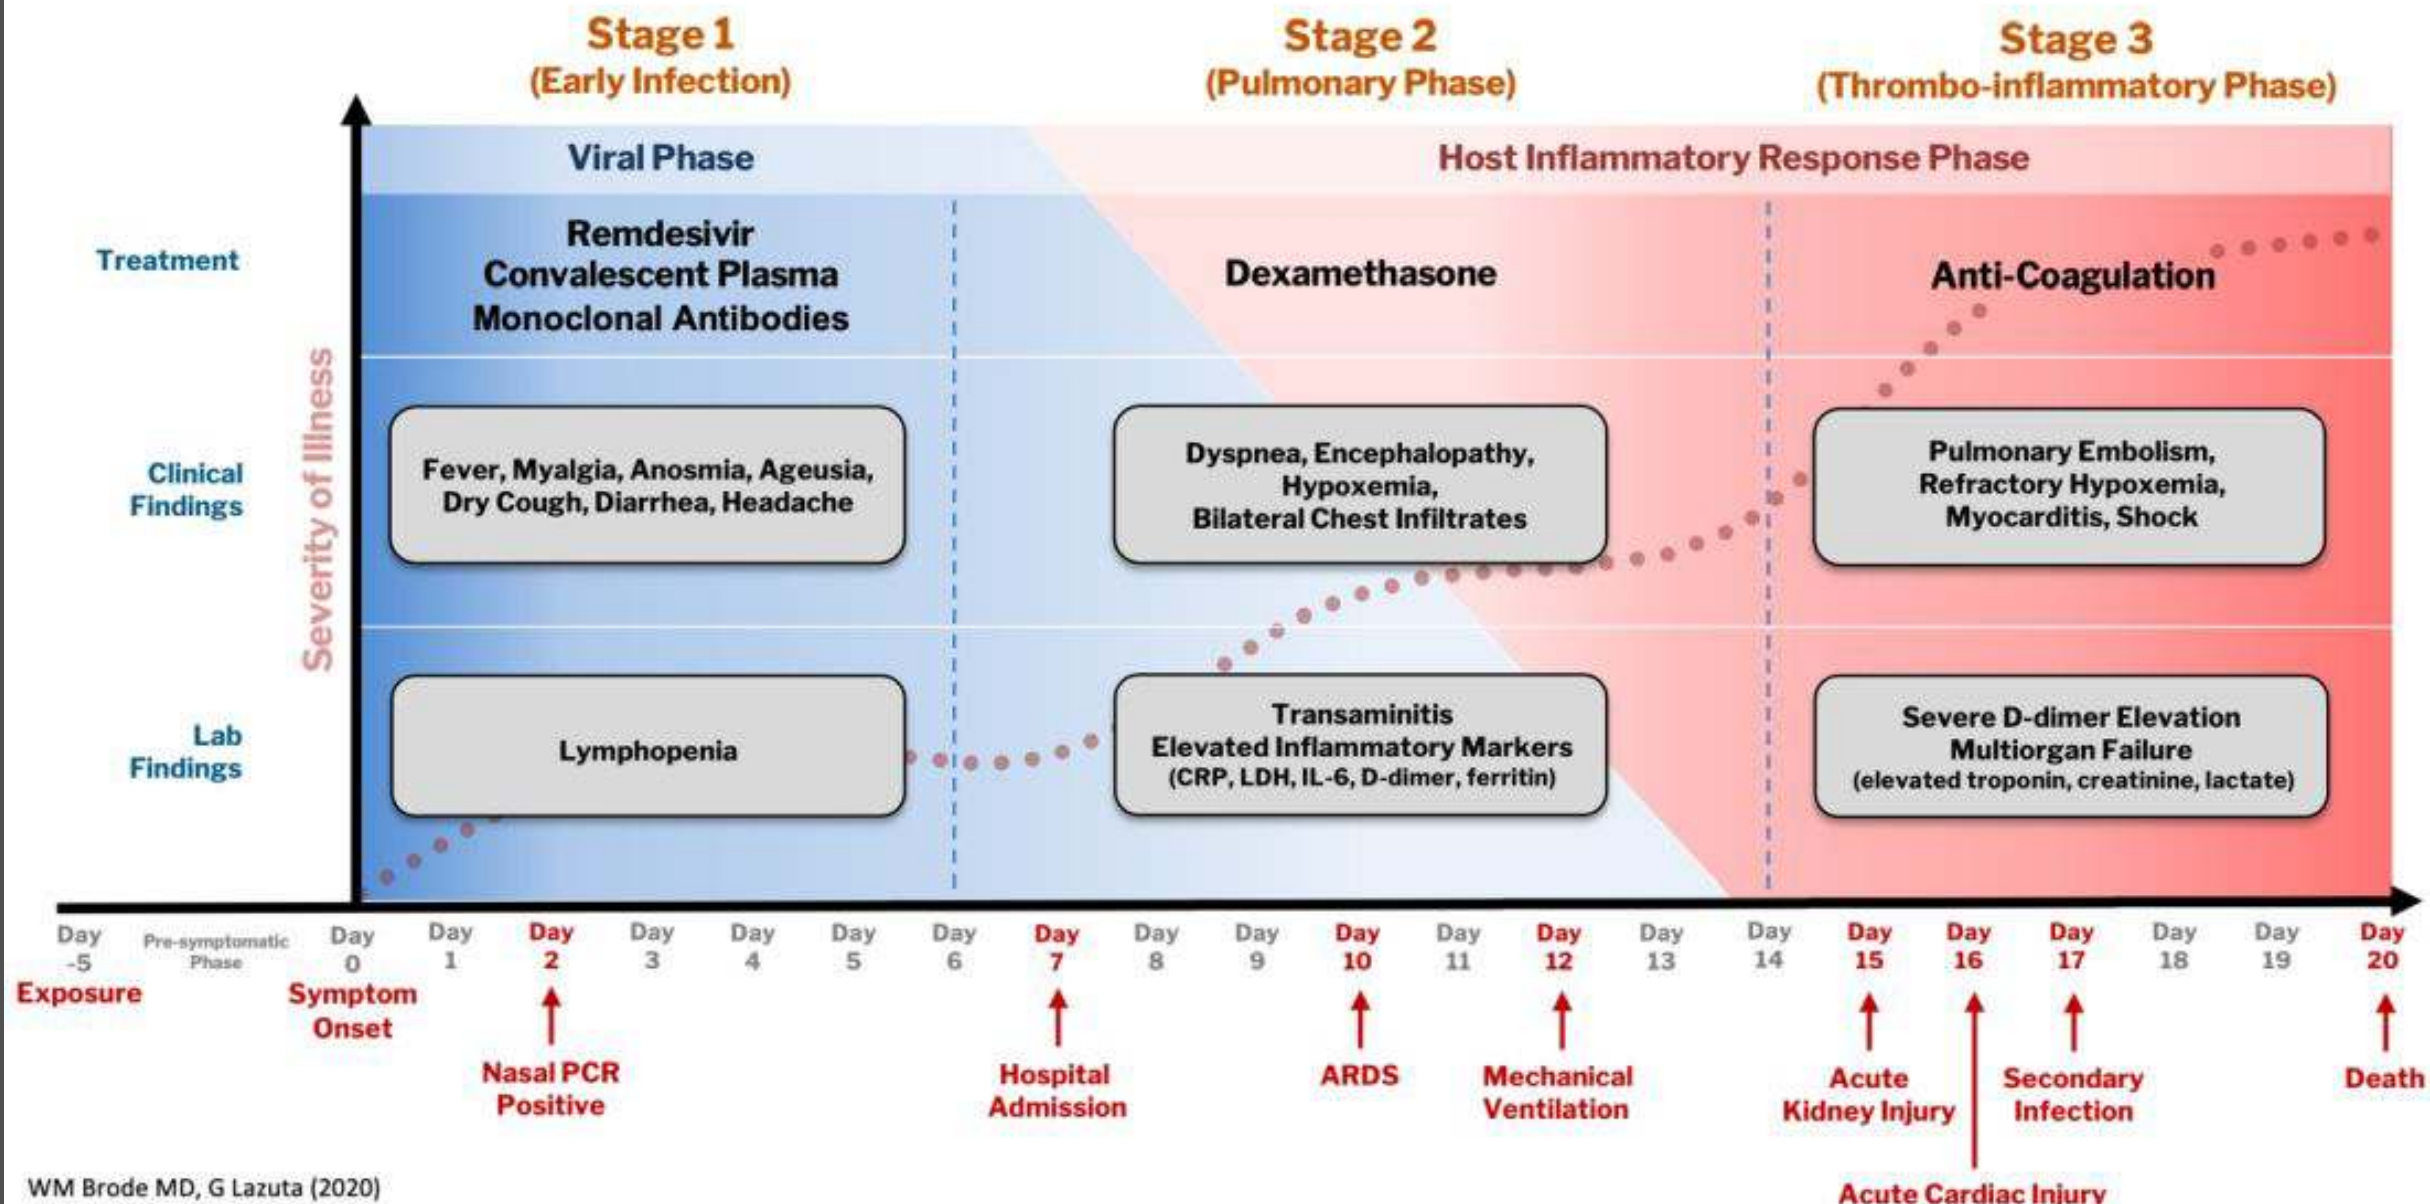 Stage 1
(Early Infection)
Stage 2
(Pulmonary Phase)
Stage 3
(Thrombo-inflammatory Phase)
Viral Phase
Host Inflammatory Response Phase
Severity of Illness
Treatment
Remdesivir
Convalescent Plasma
Monoclonal Antibodies
Dexamethasone
Anti-Coagulation
Clinical
Findings
Fever, Myalgia, Anosmia, Ageusia,
Dry Cough, Diarrhea, Headache
Dyspnea, Encephalopathy,
Hypoxemia,
Bilateral Chest Infiltrates
Pulmonary Embolism,
Refractory Hypoxemia,
Myocarditis, Shock
Lab
Findings
Lymphopenia
Transaminitis
Elevated Inflammatory Markers
(CRP, LDH, IL-6, D-dimer, ferritin)
Severe D-dimer Elevation
Multiorgan Failure
(elevated troponin, creatinine, lactate)
Day
-5
Exposure
Pre-symptomatic
Phase
Day
0
Symptom
Onset
Day
1
Day
2
Nasal PCR
Positive
Day
3
Day
4
Day
5
Day
6
Day
7
Hospital
Admission
Day
8
Day
9
Day
10
ARDS
Day
11
Day
12
Mechanical
Ventilation
Day
13
Day
14
Day
15
Acute
Kidney Injury
Day
16
Acute Cardiac Injury
Day
17
Secondary
Infection
Day
18
Day
19
Day
20
Death
WM Brode MD, G Lazuta (2020)